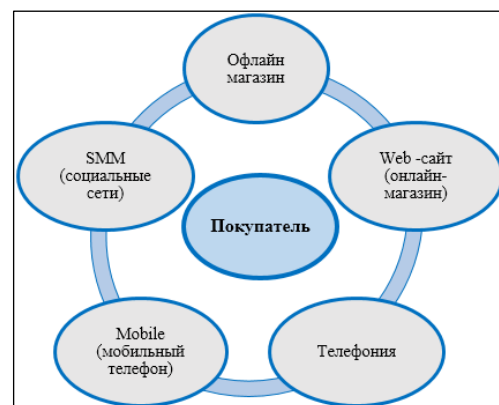 Офлайн
магазин
SMM
(социальные
сети)
Web -сайт
(онлайн-
магазин)
Покупатель
Mobile
(мобильный
телефон)
Телефония